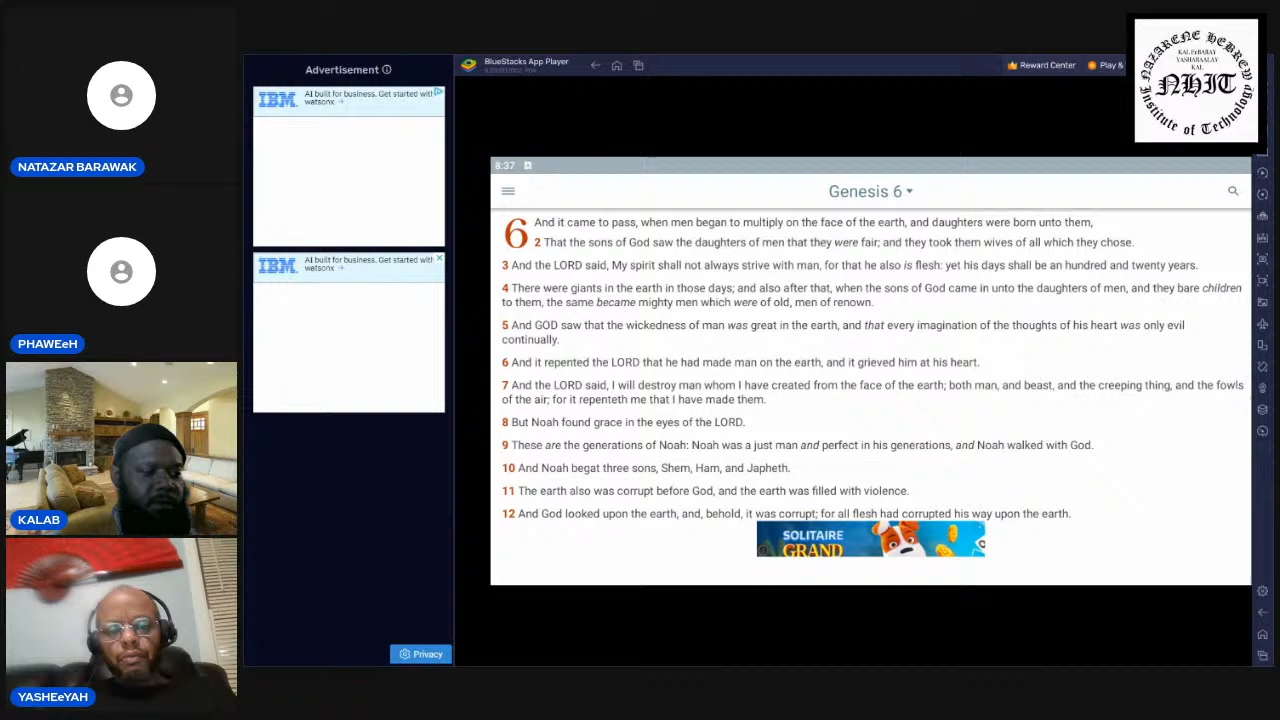 NATAZAR BARAWAK
PHAWEeH
KALAB
YASHEeYAH
Advertisement
IBM. AI built for business. Get started with
watsonx →
IBM. AI built for business. Get started with
watsonx →
Privacy
BlueStacks App Player
Reward Center Play &
NAZARENE HEBREW
KAL EeBARAY
YASHARAALAY
KAL
NHIT
Institute of Technology
8:37
Genesis 6
6 And it came to pass, when men began to multiply on the face of the earth, and daughters were born unto them,
2 That the sons of God saw the daughters of men that they were fair; and they took them wives of all which they chose.
3 And the LORD said, My spirit shall not always strive with man, for that he also is flesh: yet his days shall be an hundred and twenty years.
4 There were giants in the earth in those days; and also after that, when the sons of God came in unto the daughters of men, and they bare children
to them, the same became mighty men which were of old, men of renown.
5 And GOD saw that the wickedness of man was great in the earth, and that every imagination of the thoughts of his heart was only evil
continually.
6 And it repented the LORD that he had made man on the earth, and it grieved him at his heart.
7 And the LORD said, I will destroy man whom I have created from the face of the earth; both man, and beast, and the creeping thing, and the fowls
of the air; for it repenteth me that I have made them.
8 But Noah found grace in the eyes of the LORD.
9 These are the generations of Noah: Noah was a just man and perfect in his generations, and Noah walked with God.
10 And Noah begat three sons, Shem, Ham, and Japheth.
11 The earth also was corrupt before God, and the earth was filled with violence.
12 And God looked upon the earth, and, behold, it was corrupt; for all flesh had corrupted his way upon the earth.
SOLITAIRE
GRAND